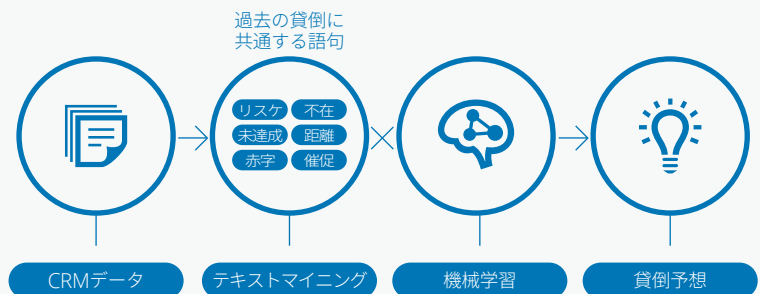 過去の貸倒に
共通する語句
リスケ
不在
未達成
距離
赤字
催促
CRMデータ
テキストマイニング
機械学習
貸倒予想